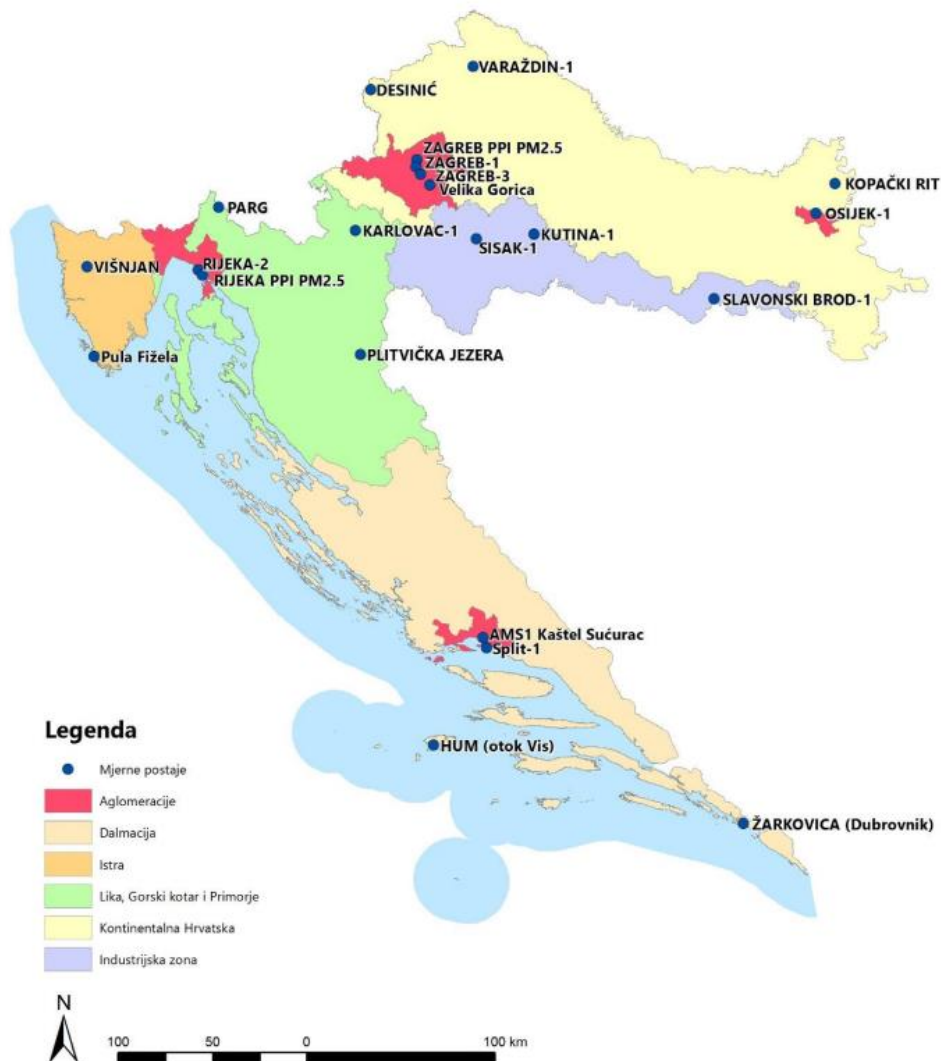 VARAŽDIN-1
DESINIĆ
ZAGREB PPI PM2.5
ZAGREB-1
ZAGREB-3
Velika Gorica
KOPAČKI RIT
OSIJEK-1
PARG
KARLOVAC-1
KUTINA-1
SISAK-1
VIŠNJAN
RIJEKA-2
RIJEKA PPI PM2.5
SLAVONSKI BROD-1
Pula Fižela
PLITVIČKA JEZERA
AMS1 Kaštel Sućurac
Split-1
HUM (otok Vis)
ŽARKOVICA (Dubrovnik)
Legenda
Mjerne postaje
Aglomeracije
Dalmacija
Istra
Lika, Gorski kotar i Primorje
Kontinentalna Hrvatska
Industrijska zona
N
100 50 0 100 km